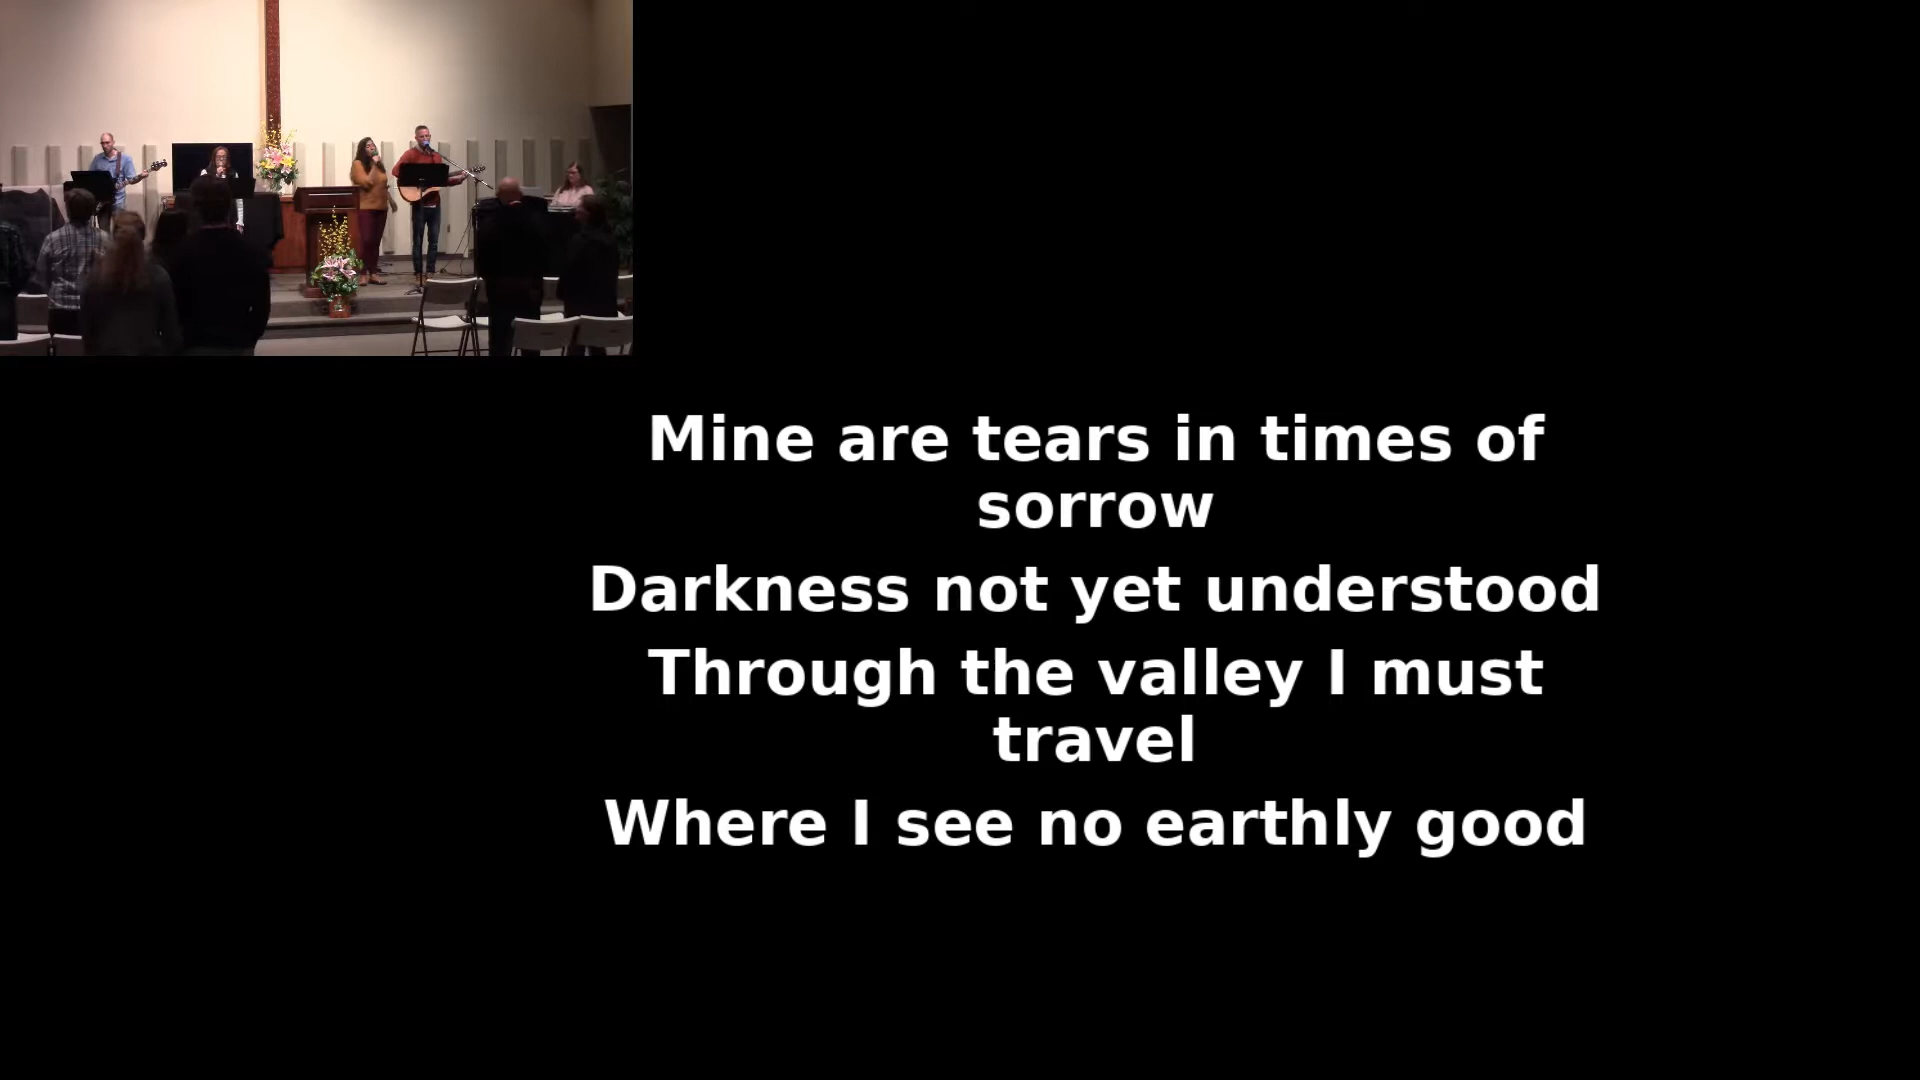 Mine are tears in times of
sorrow
Darkness not yet understood
Through the valley I must
travel
Where I see no earthly good